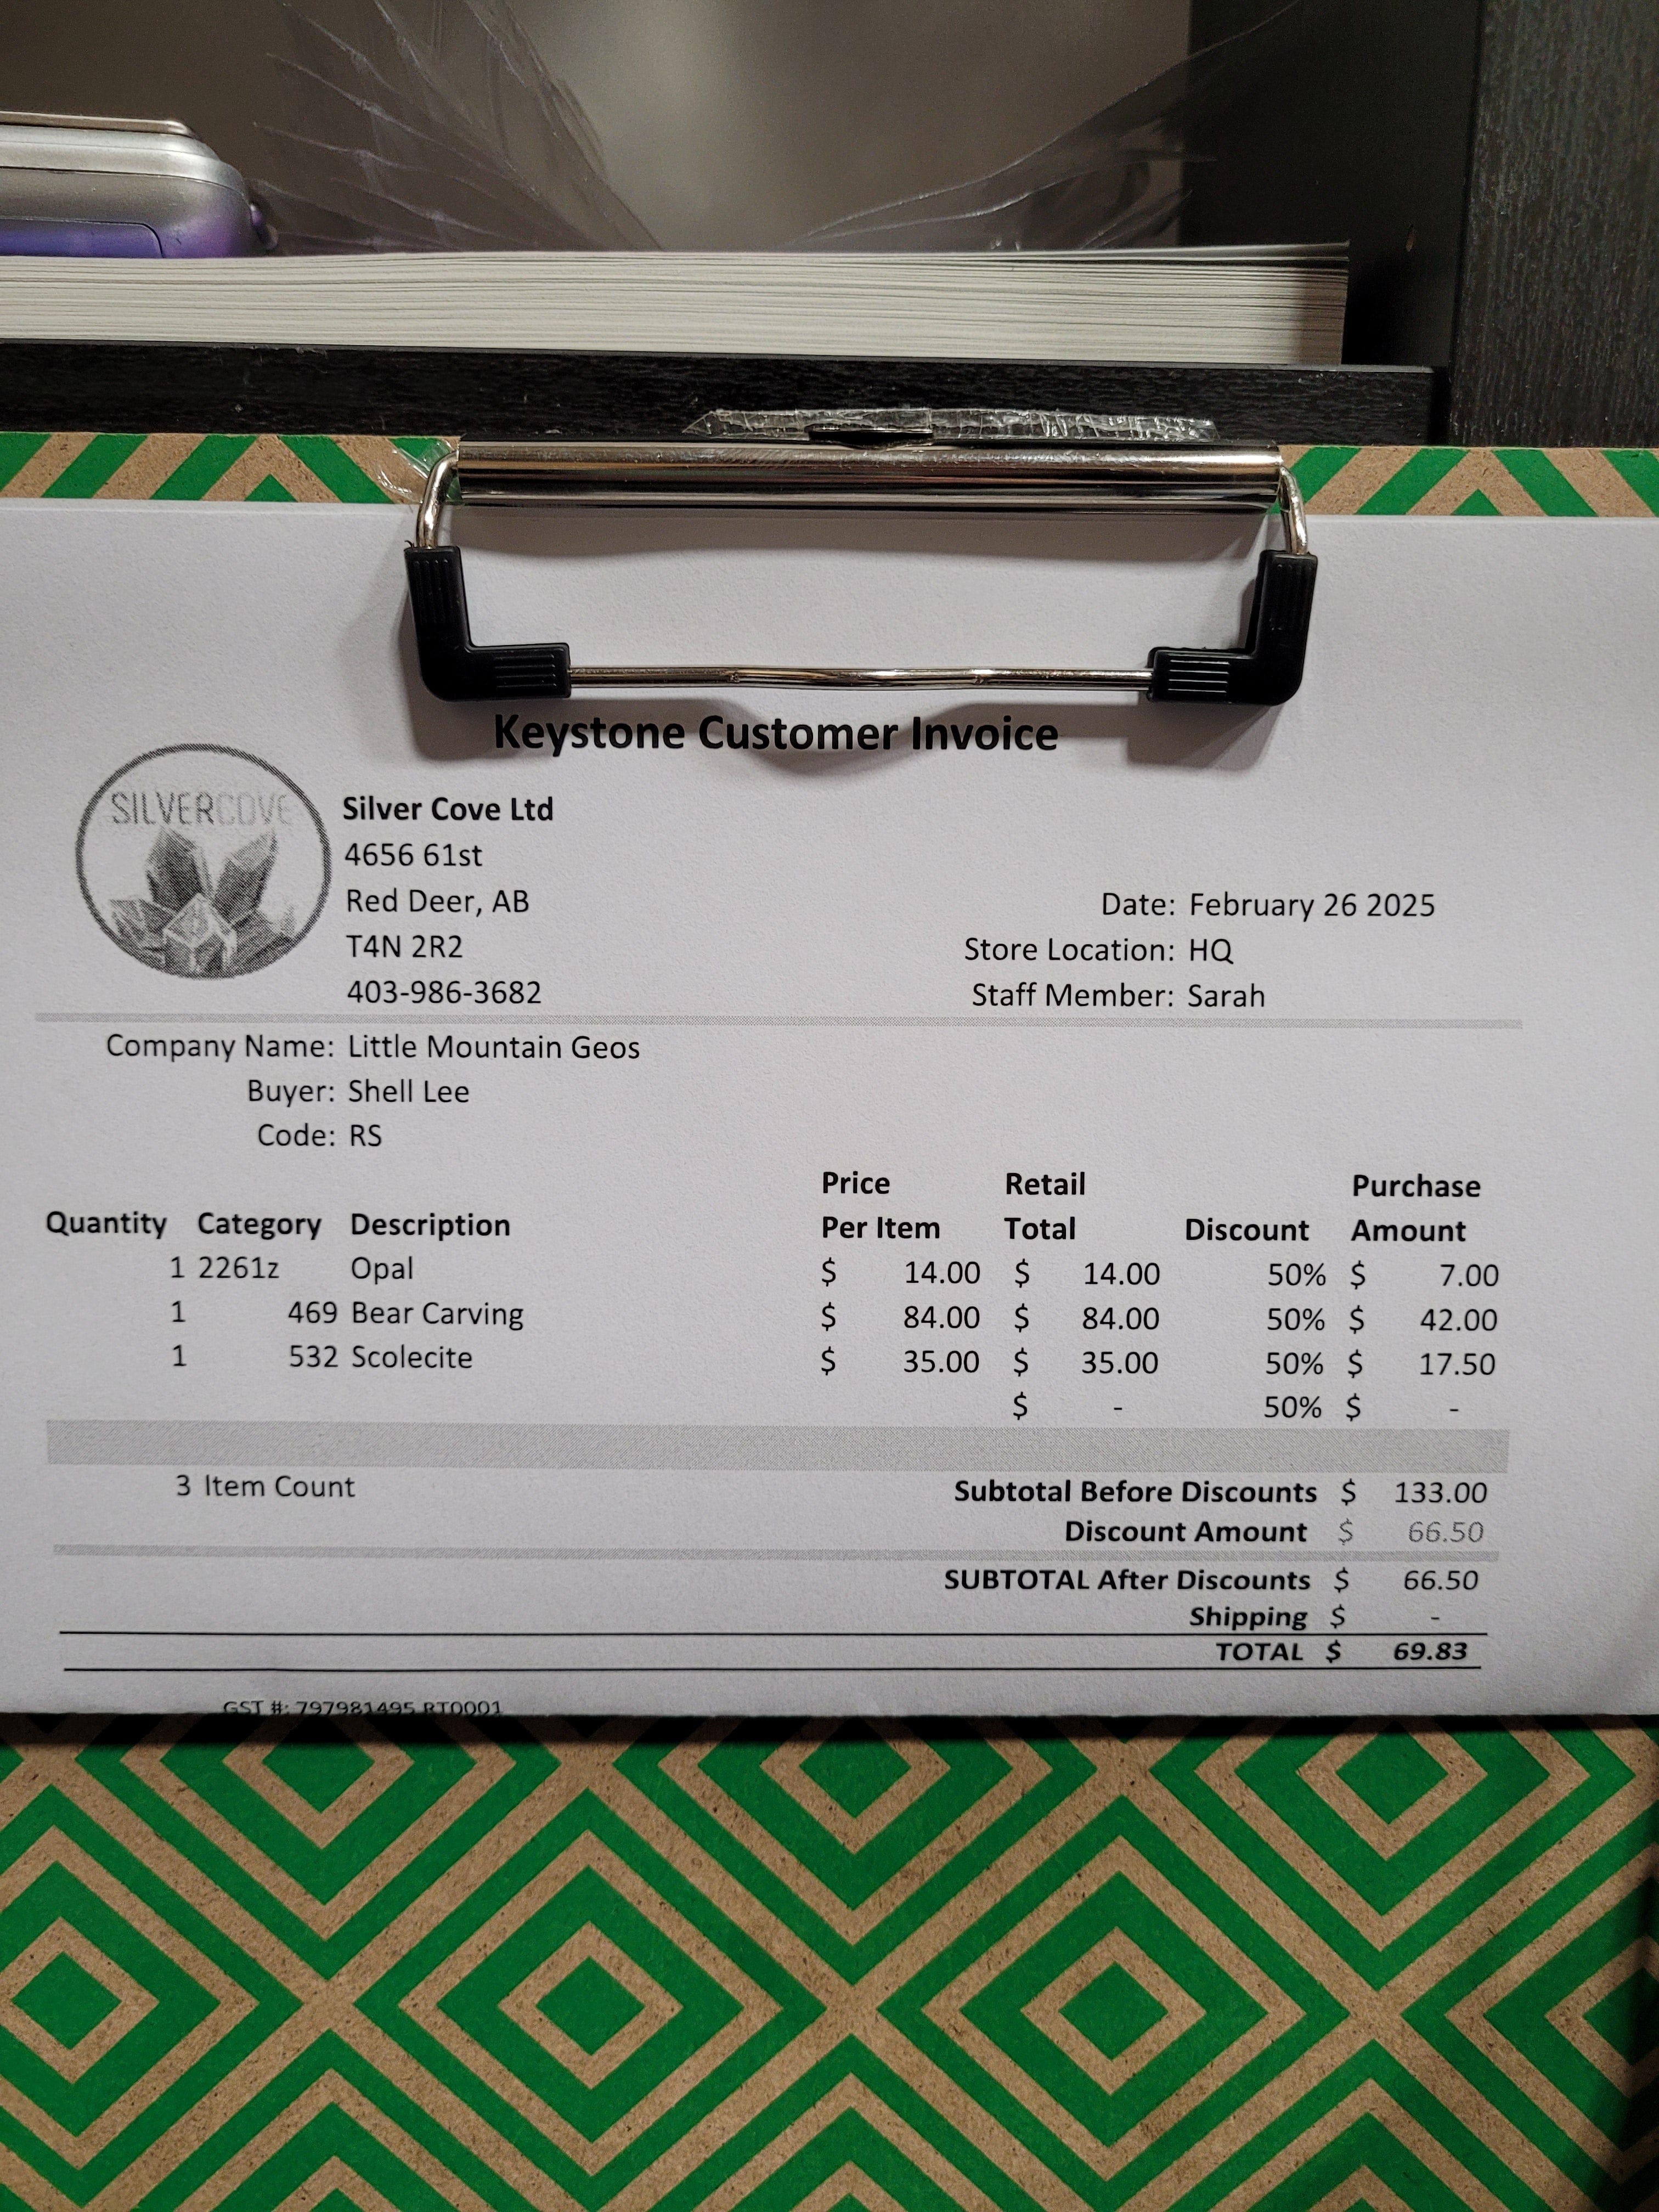 Keystone Customer Invoice
SILVERCOVE
Silver Cove Ltd
4656 61st
Red Deer, AB
T4N 2R2
403-986-3682
Date: February 26 2025
Store Location: HQ
Staff Member: Sarah
Company Name: Little Mountain Geos
Buyer: Shell Lee
Code: RS
Quantity Category Description Price Per Item Retail Total Discount Purchase Amount
1 2261z Opal $ 14.00 $ 14.00 50% $ 7.00
1 469 Bear Carving $ 84.00 $ 84.00 50% $ 42.00
1 532 Scolecite $ 35.00 $ 35.00 50% $ 17.50
$ - 50% $ -
3 Item Count Subtotal Before Discounts $ 133.00
Discount Amount $ 66.50
SUBTOTAL After Discounts $ 66.50
Shipping $ -
TOTAL $ 69.83
GST #: 797981495 RT0001